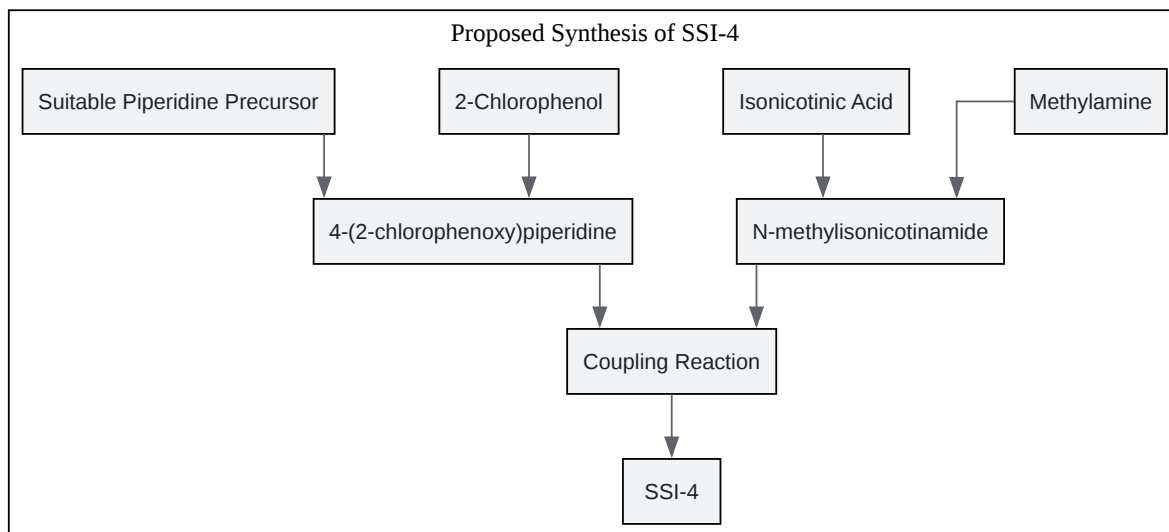 Proposed Synthesis of SSI-4
Suitable Piperidine Precursor
2-Chlorophenol
Isonicotinic Acid
Methylamine
4-(2-chlorophenoxy)piperidine
N-methylisonicotinamide
Coupling Reaction
SSI-4